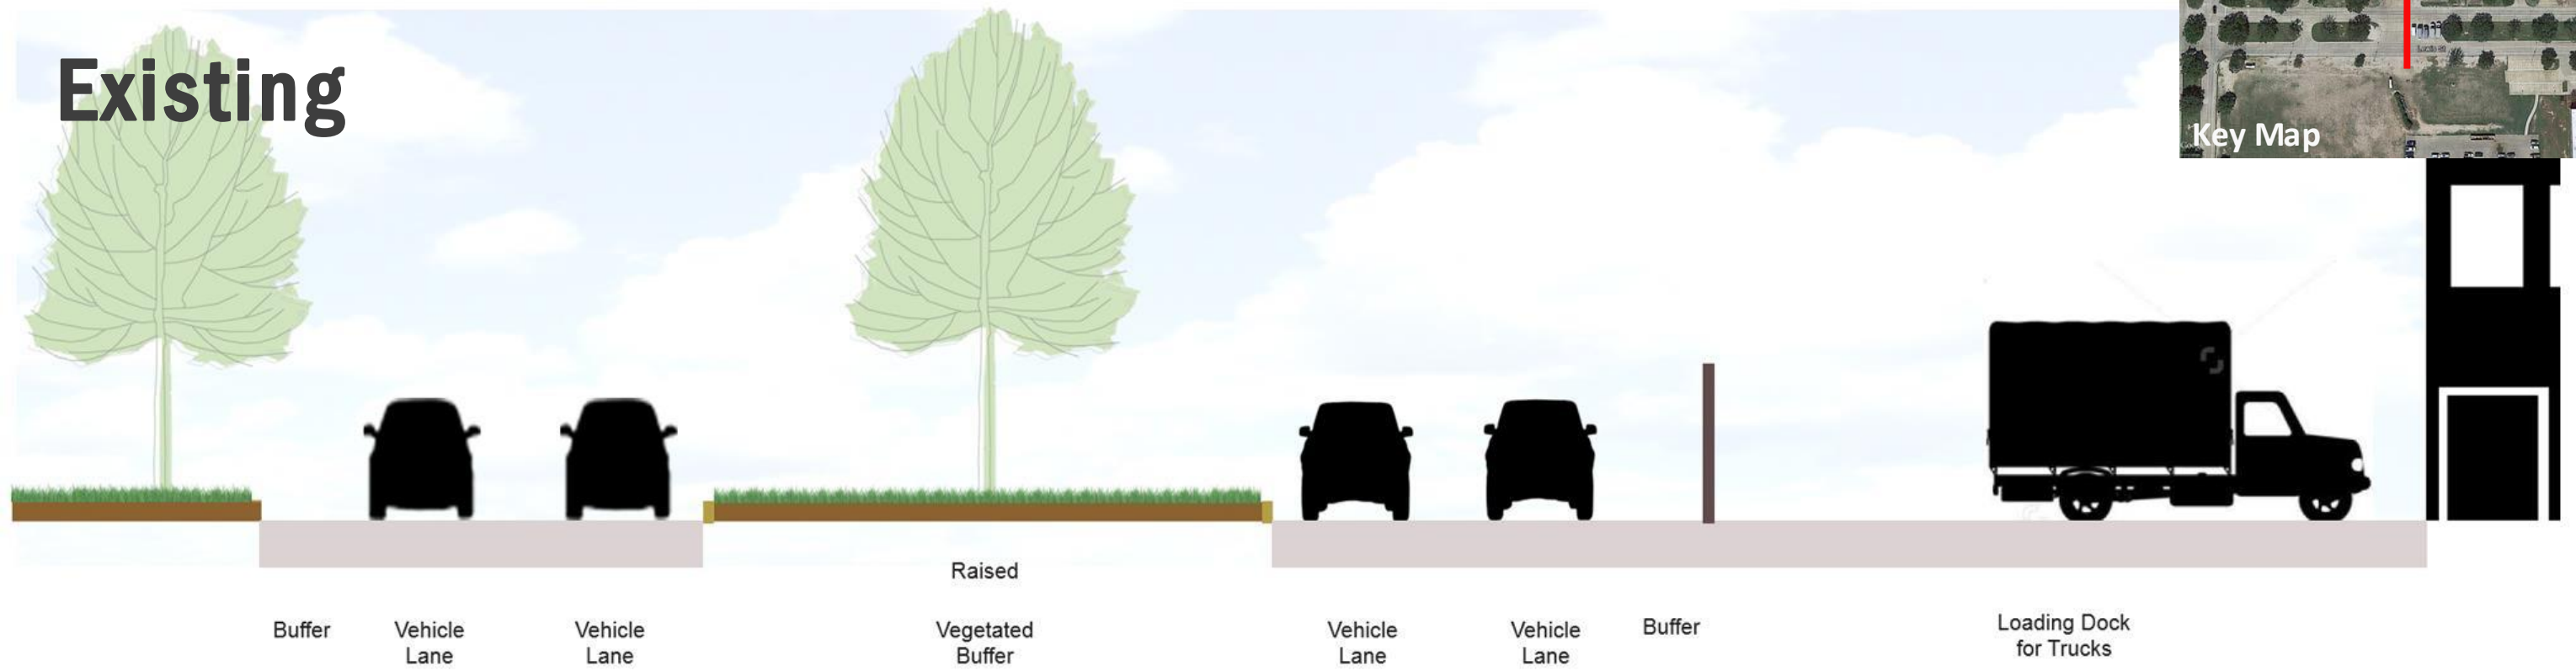 Existing
Key Map
Raised
Buffer
Vehicle
Lane
Vehicle
Lane
Vegetated
Buffer
Vehicle
Lane
Vehicle
Lane
Buffer
Loading Dock
for Trucks